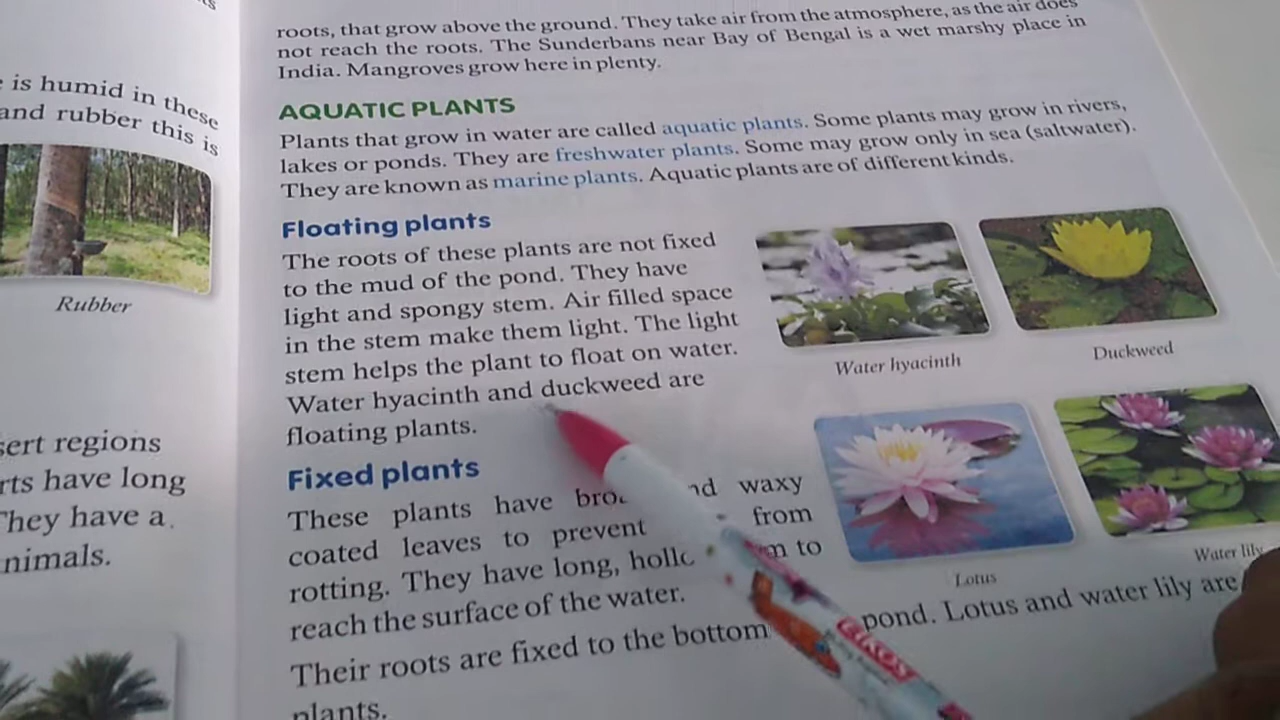 is humid in these
and rubber this is
Rubber
sert regions
rts have long
They have a
nimals.
roots, that grow above the ground. They take air from the atmosphere, as the air does
not reach the roots. The Sunderbans near Bay of Bengal is a wet marshy place in
India. Mangroves grow here in plenty.
AQUATIC PLANTS
Plants that grow in water are called aquatic plants. Some plants may grow in rivers,
lakes or ponds. They are freshwater plants. Some may grow only in sea (saltwater).
They are known as marine plants. Aquatic plants are of different kinds.
Floating plants
The roots of these plants are not fixed
to the mud of the pond. They have
light and spongy stem. Air filled space
in the stem make them light. The light
stem helps the plant to float on water.
Water hyacinth and duckweed are
floating plants.
Water hyacinth
Duckweed
Fixed plants
These plants have waxy
coated leaves to prevent from
rotting. They have long, to
reach the surface of the water.
Their roots are fixed to the bottom pond. Lotus and water lily are
plants.
Lotus
Water lily